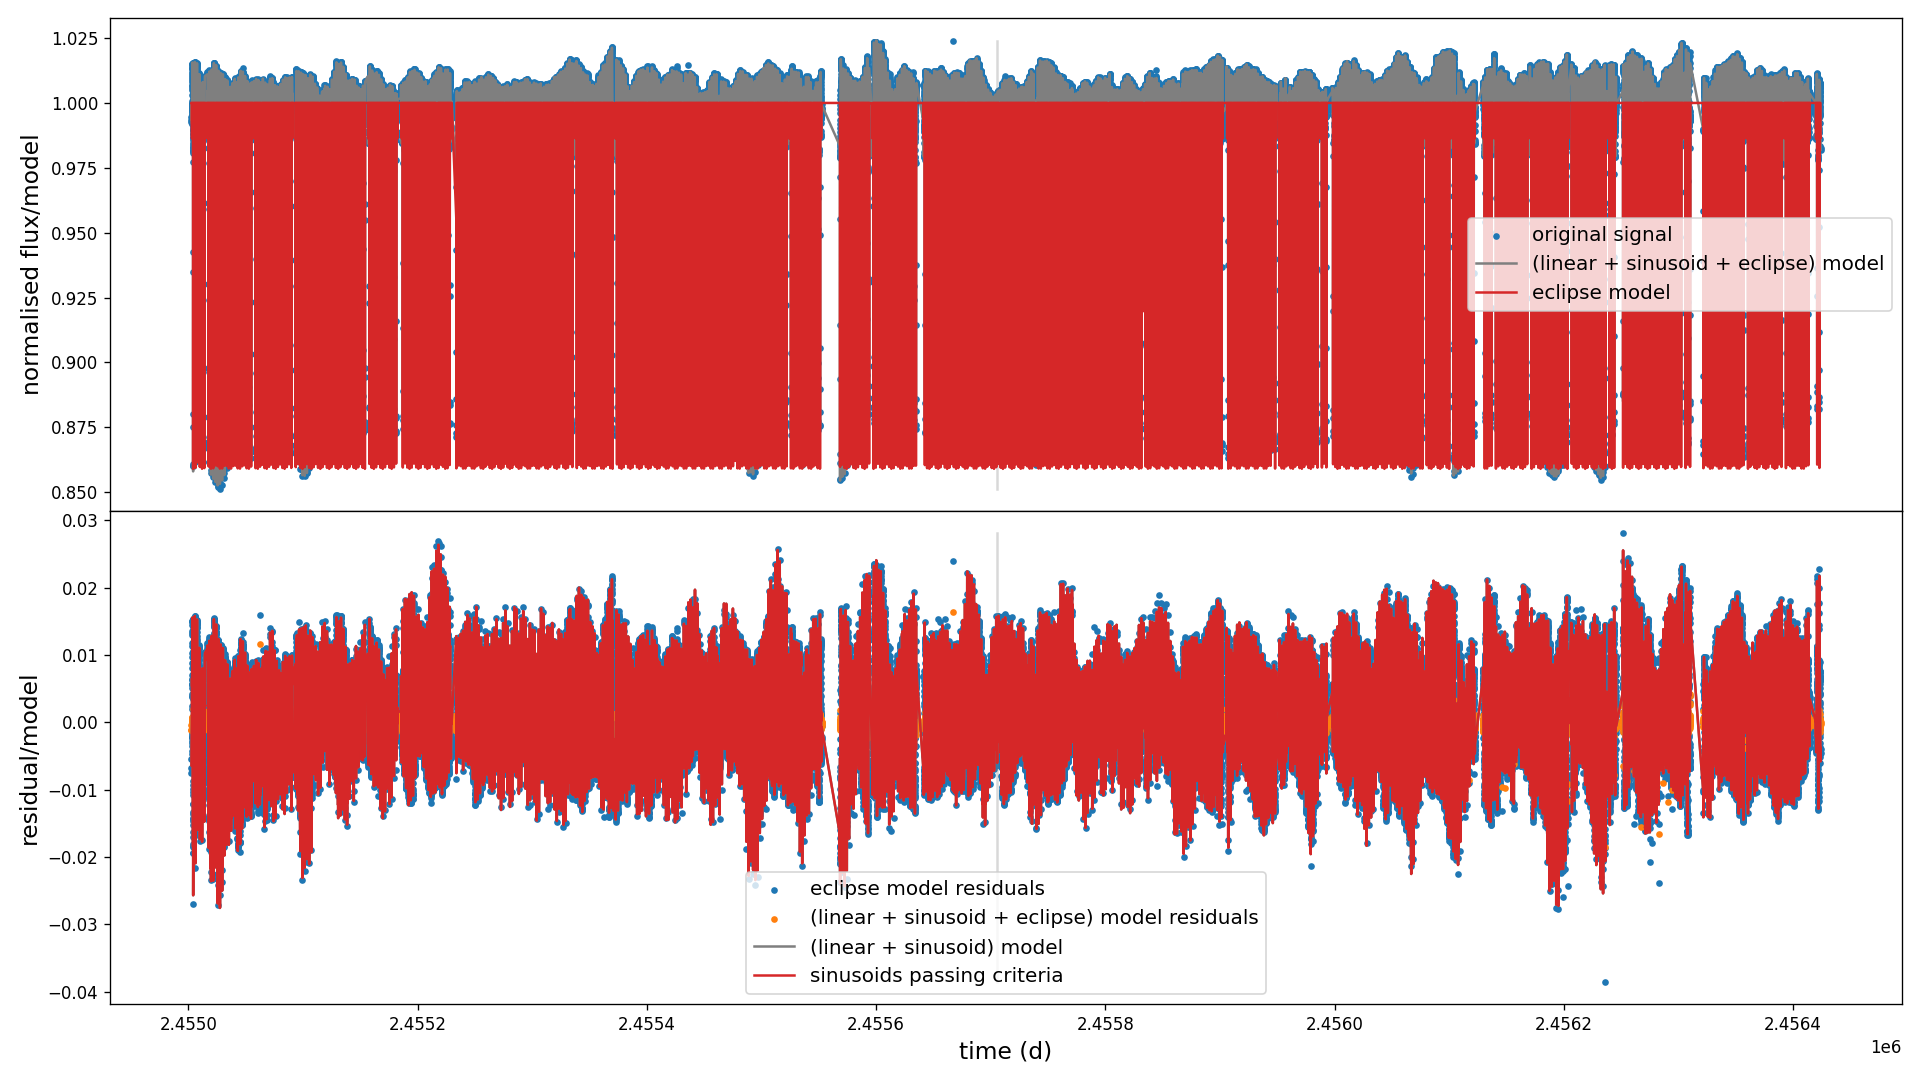 1.025
1.000
0.975
0.950
0.925
0.900
0.875
0.850
normalised flux/model
original signal
(linear + sinusoid + eclipse) model
eclipse model
0.03
0.02
0.01
0.00
−0.01
−0.02
−0.03
−0.04
residual/model
eclipse model residuals
(linear + sinusoid + eclipse) model residuals
(linear + sinusoid) model
sinusoids passing criteria
2.4550
2.4552
2.4554
2.4556
2.4558
2.4560
2.4562
2.4564
1e6
time (d)